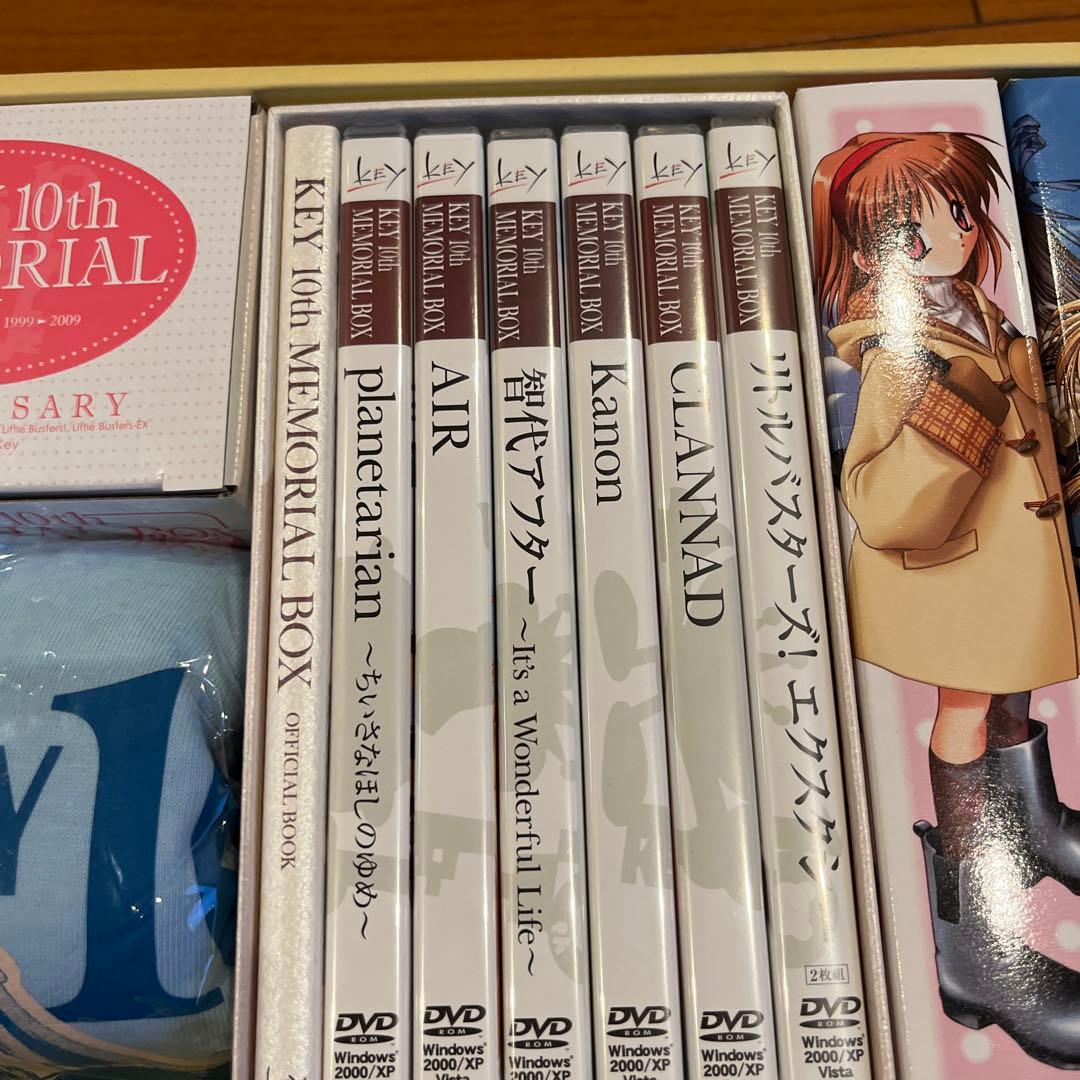 10th
ORIAL
1999►2009
SARY
Little Busters!, Little Busters-EX
Key
KEY 10th MEMORIAL BOX OFFICIAL BOOK
KEY
KEY 10th
MEMORIAL BOX
planetarian ～ちいさなほしのゆめ～
DVD
ROM
Windows®
2000/XP
KEY
KEY 10th
MEMORIAL BOX
AIR
DVD
ROM
Windows®
2000/XP
Vista
KEY
KEY 10th
MEMORIAL BOX
智代アフター ～It's a Wonderful Life～
DVD
ROM
Windows®
2000/XP
KEY
KEY 10th
MEMORIAL BOX
Kanon
DVD
ROM
Windows®
2000/XP
Vista
KEY
KEY 10th
MEMORIAL BOX
CLANNAD
DVD
ROM
Windows®
2000/XP
Vista
KEY
KEY 10th
MEMORIAL BOX
リトルバスターズ！エクスタシー
2枚組
DVD
ROM
Windows®
2000/XP
Vista